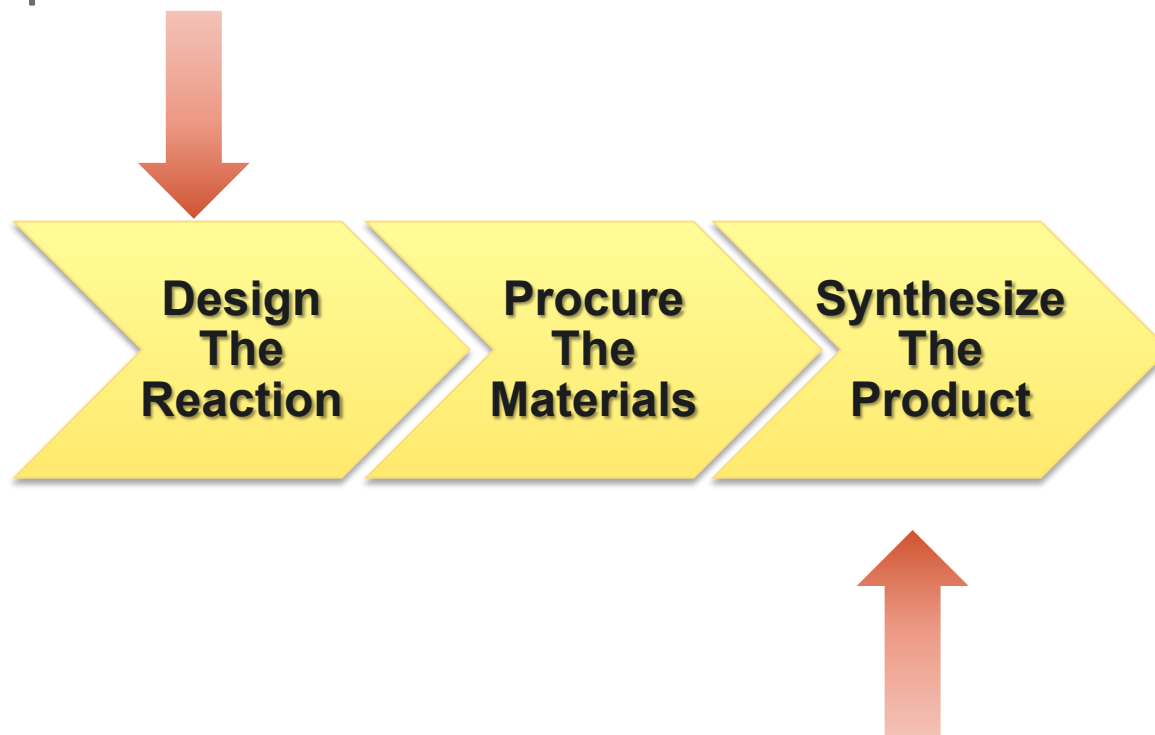 Design
The
Reaction
Procure
The
Materials
Synthesize
The
Product